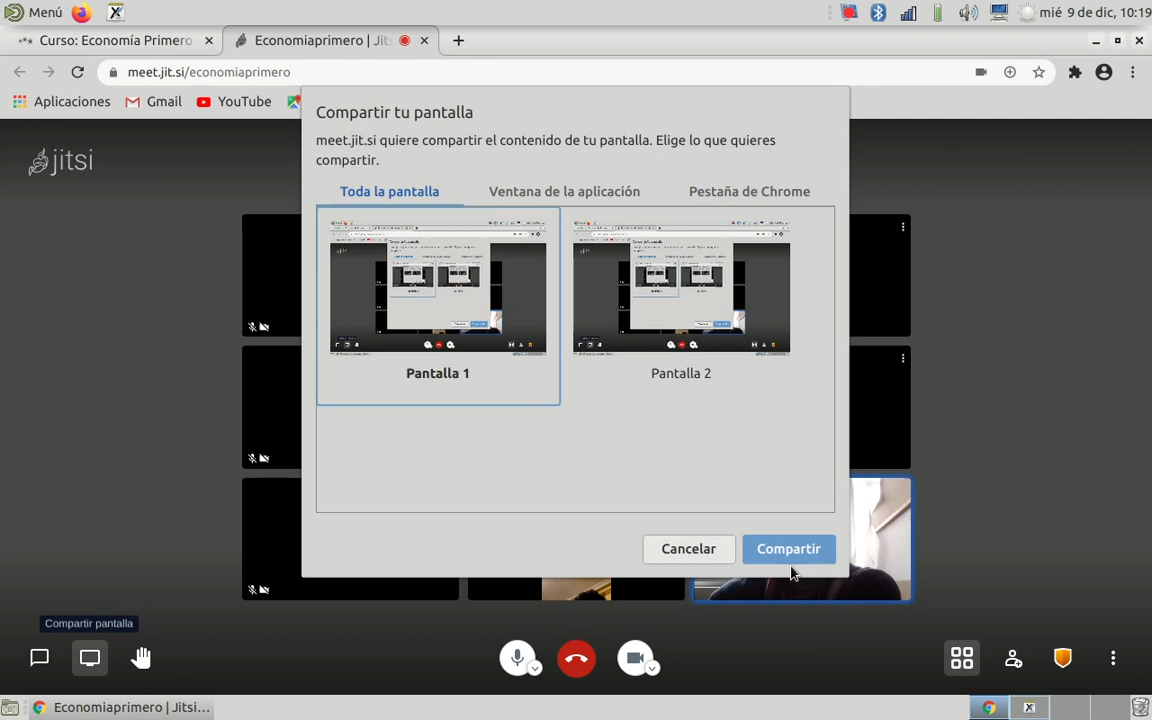 Menú
mié 9 de dic, 10:19
Curso: Economía Primero
Economiaprimero | Jit
meet.jit.si/economiaprimero
Aplicaciones
Gmail
YouTube
jitsi
Compartir tu pantalla
meet.jit.si quiere compartir el contenido de tu pantalla. Elige lo que quieres
compartir.
Toda la pantalla
Ventana de la aplicación
Pestaña de Chrome
Pantalla 1
Pantalla 2
Cancelar
Compartir
Compartir pantalla
Economiaprimero | Jitsi...